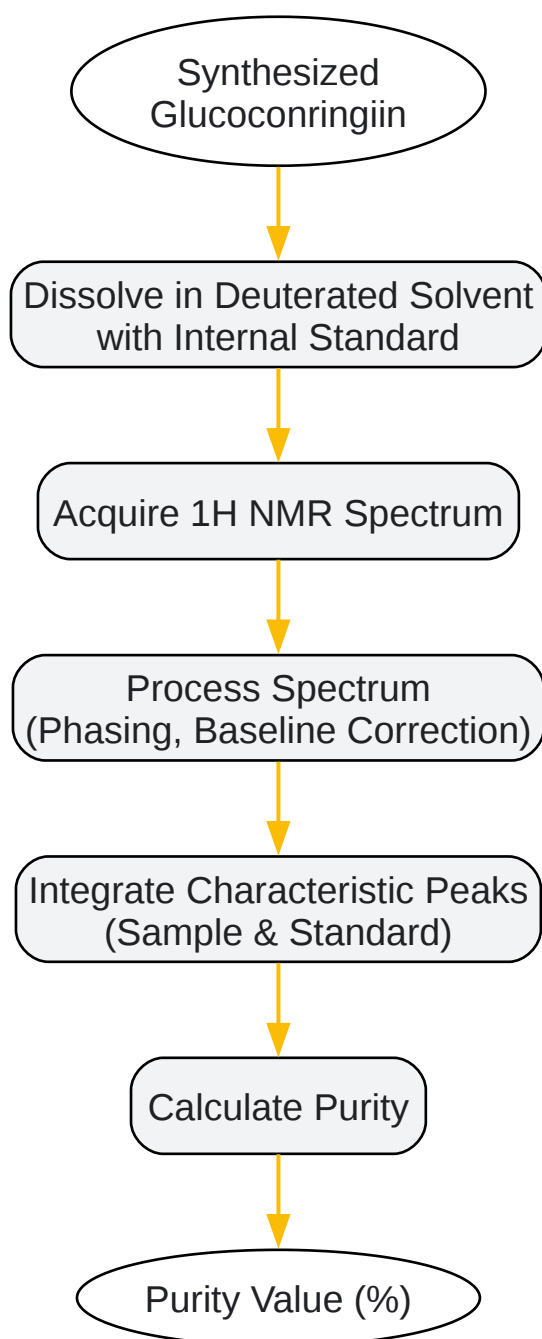 Synthesized
Glucoconringiin
Dissolve in Deuterated Solvent
with Internal Standard
Acquire 1H NMR Spectrum
Process Spectrum
(Phasing, Baseline Correction)
Integrate Characteristic Peaks
(Sample & Standard)
Calculate Purity
Purity Value (%)